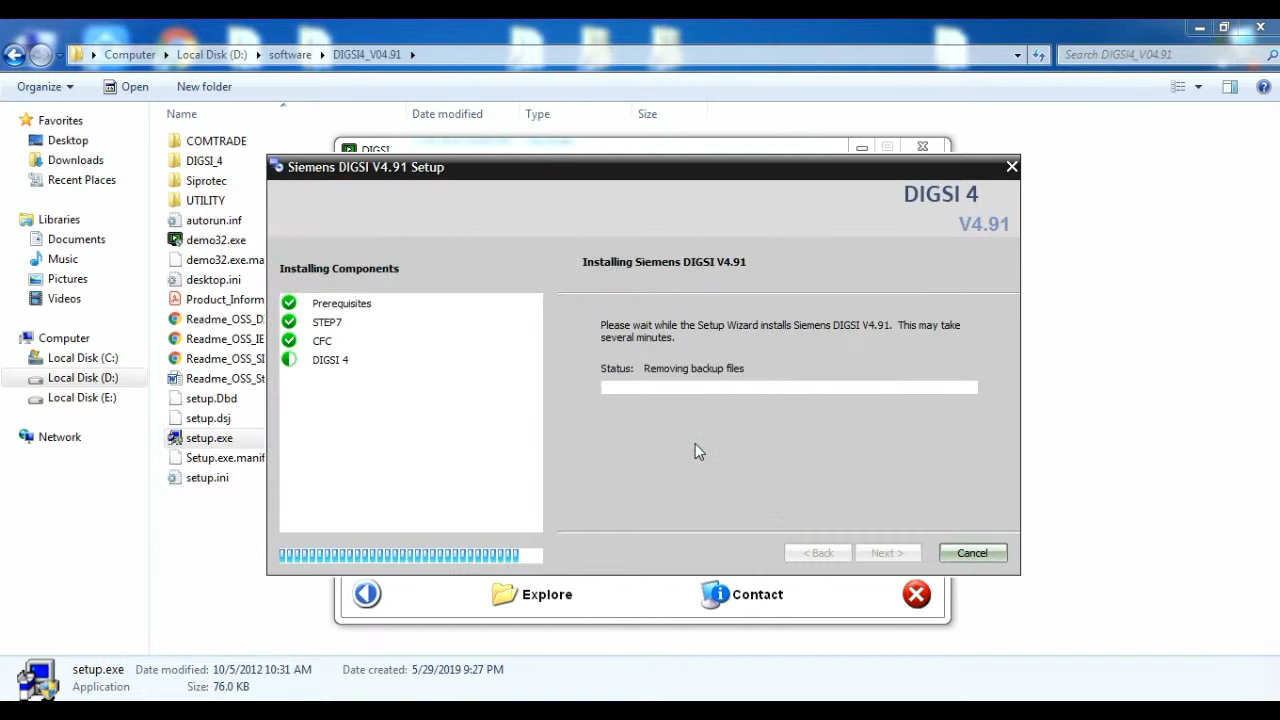 Computer Local Disk (D:) software DIGSI4_V04.91
Search DIGSI4_V04.91
Organize Open New folder
Name Date modified Type Size
Favorites
Desktop
Downloads
Recent Places
Libraries
Documents
Music
Pictures
Videos
Computer
Local Disk (C:)
Local Disk (D:)
Local Disk (E:)
Network
COMTRADE
DIGSI_4
Siprotec
UTILITY
autorun.inf
demo32.exe
demo32.exe.ma
desktop.ini
Product_Inform
Readme_OSS_D
Readme_OSS_IE
Readme_OSS_SI
Readme_OSS_St
setup.Dbd
setup.dsj
setup.exe
Setup.exe.manif
setup.ini
DIGSI
Siemens DIGSI V4.91 Setup
DIGSI 4
V4.91
Installing Components
Prerequisites
STEP7
CFC
DIGSI 4
Installing Siemens DIGSI V4.91
Please wait while the Setup Wizard installs Siemens DIGSI V4.91. This may take
several minutes.
Status: Removing backup files
< Back Next > Cancel
Explore Contact
setup.exe Date modified: 10/5/2012 10:31 AM Date created: 5/29/2019 9:27 PM
Application Size: 76.0 KB